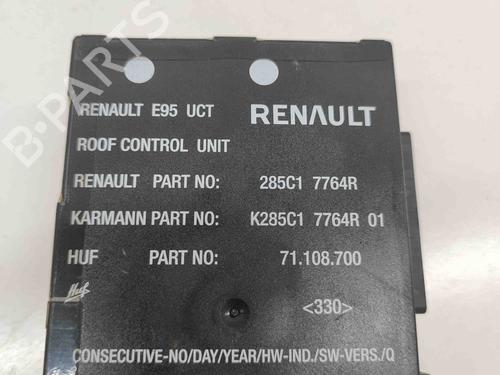 B-PARTS
RENAULT E95 UCT RENAULT
ROOF CONTROL UNIT
RENAULT PART NO: 285C1 7764R
KARMANN PART NO: K285C1 7764R 01
HUF PART NO: 71.108.700
Huf <330>
CONSECUTIVE-NO/DAY/YEAR/HW-IND./SW-VERS./Q